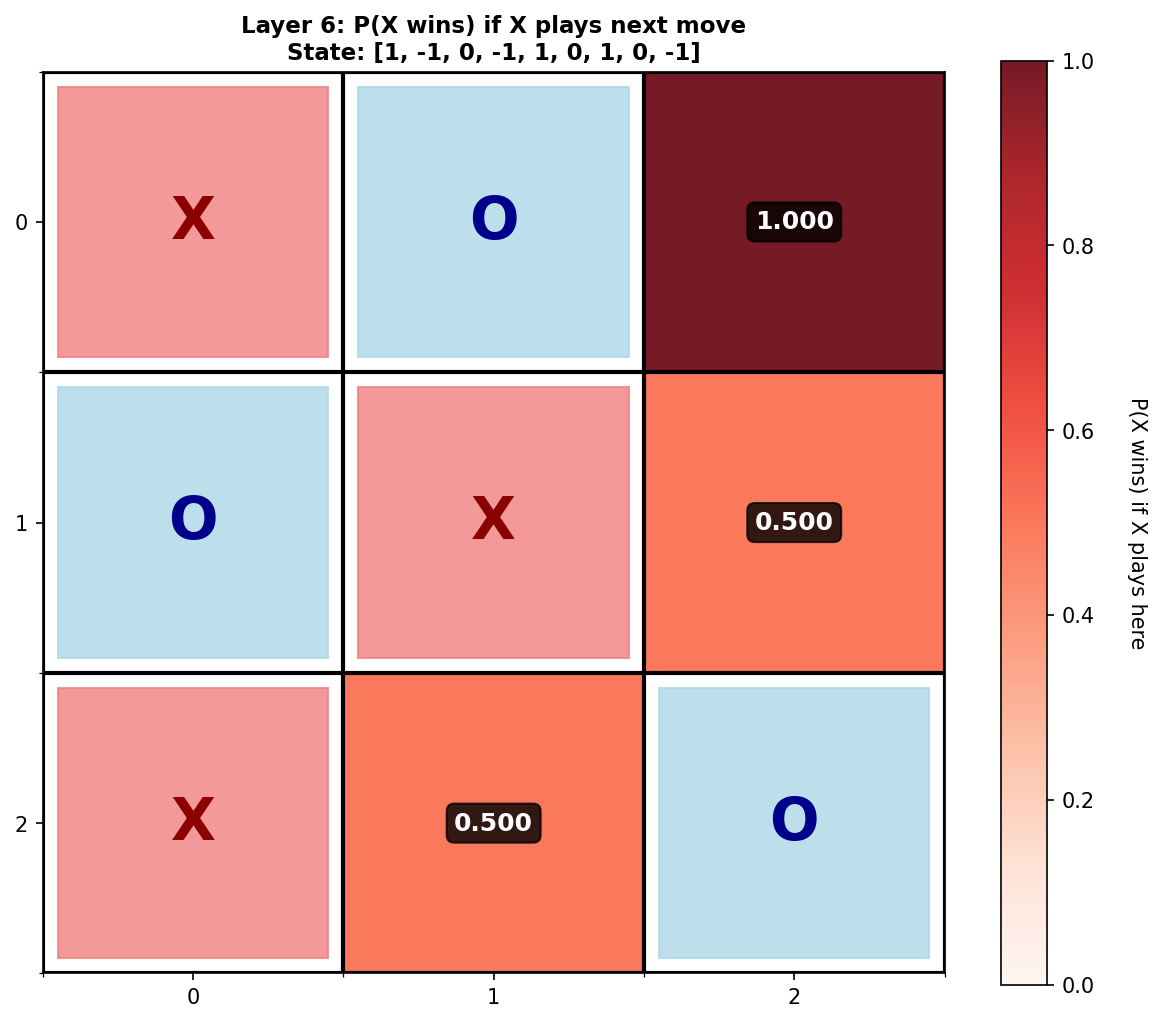 Layer 6: P(X wins) if X plays next move
State: [1, -1, 0, -1, 1, 0, 1, 0, -1]
X
O
1.000
O
X
0.500
X
0.500
O
0
1
2
0
1
2
1.0
0.8
0.6
0.4
0.2
0.0
P(X wins) if X plays here